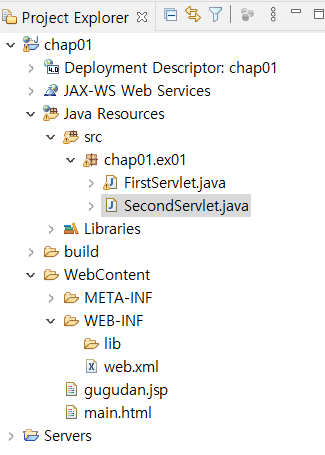 Project Explorer
chap01
Deployment Descriptor: chap01
JAX-WS Web Services
Java Resources
src
chap01.ex01
FirstServlet.java
SecondServlet.java
Libraries
build
WebContent
META-INF
WEB-INF
lib
web.xml
gugudan.jsp
main.html
Servers